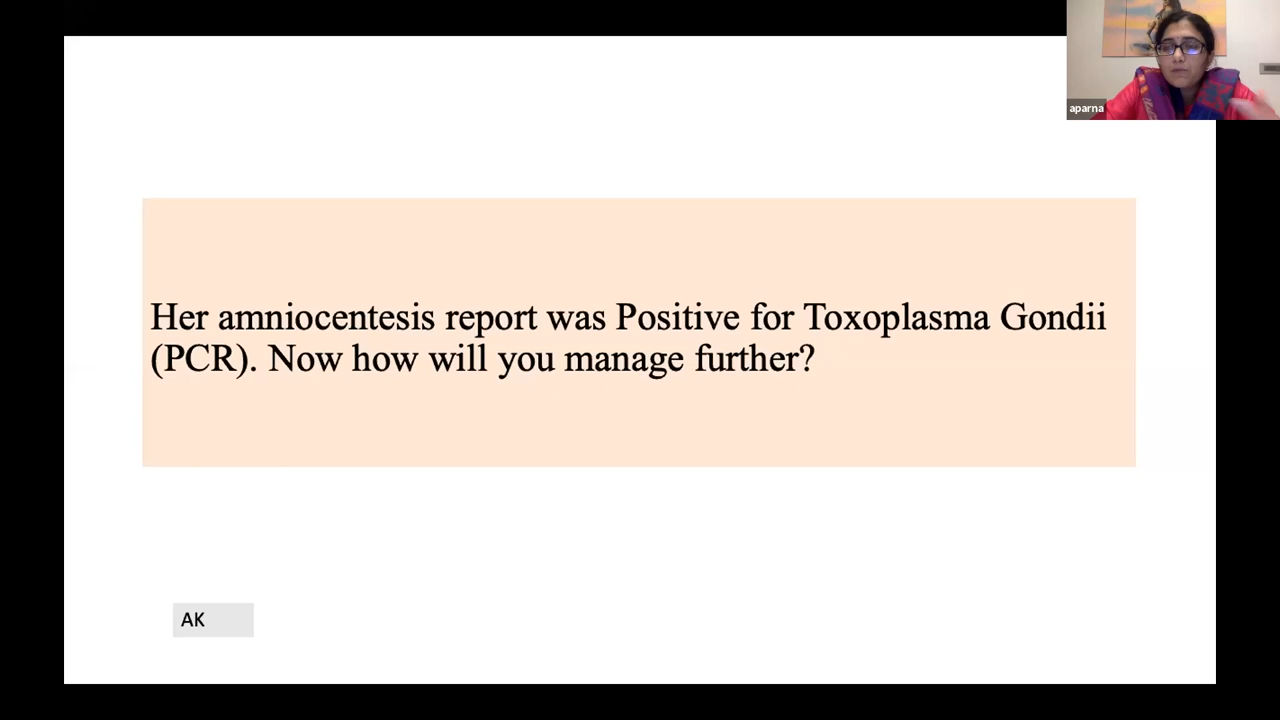 aparna
Her amniocentesis report was Positive for Toxoplasma Gondii
(PCR). Now how will you manage further?
AK